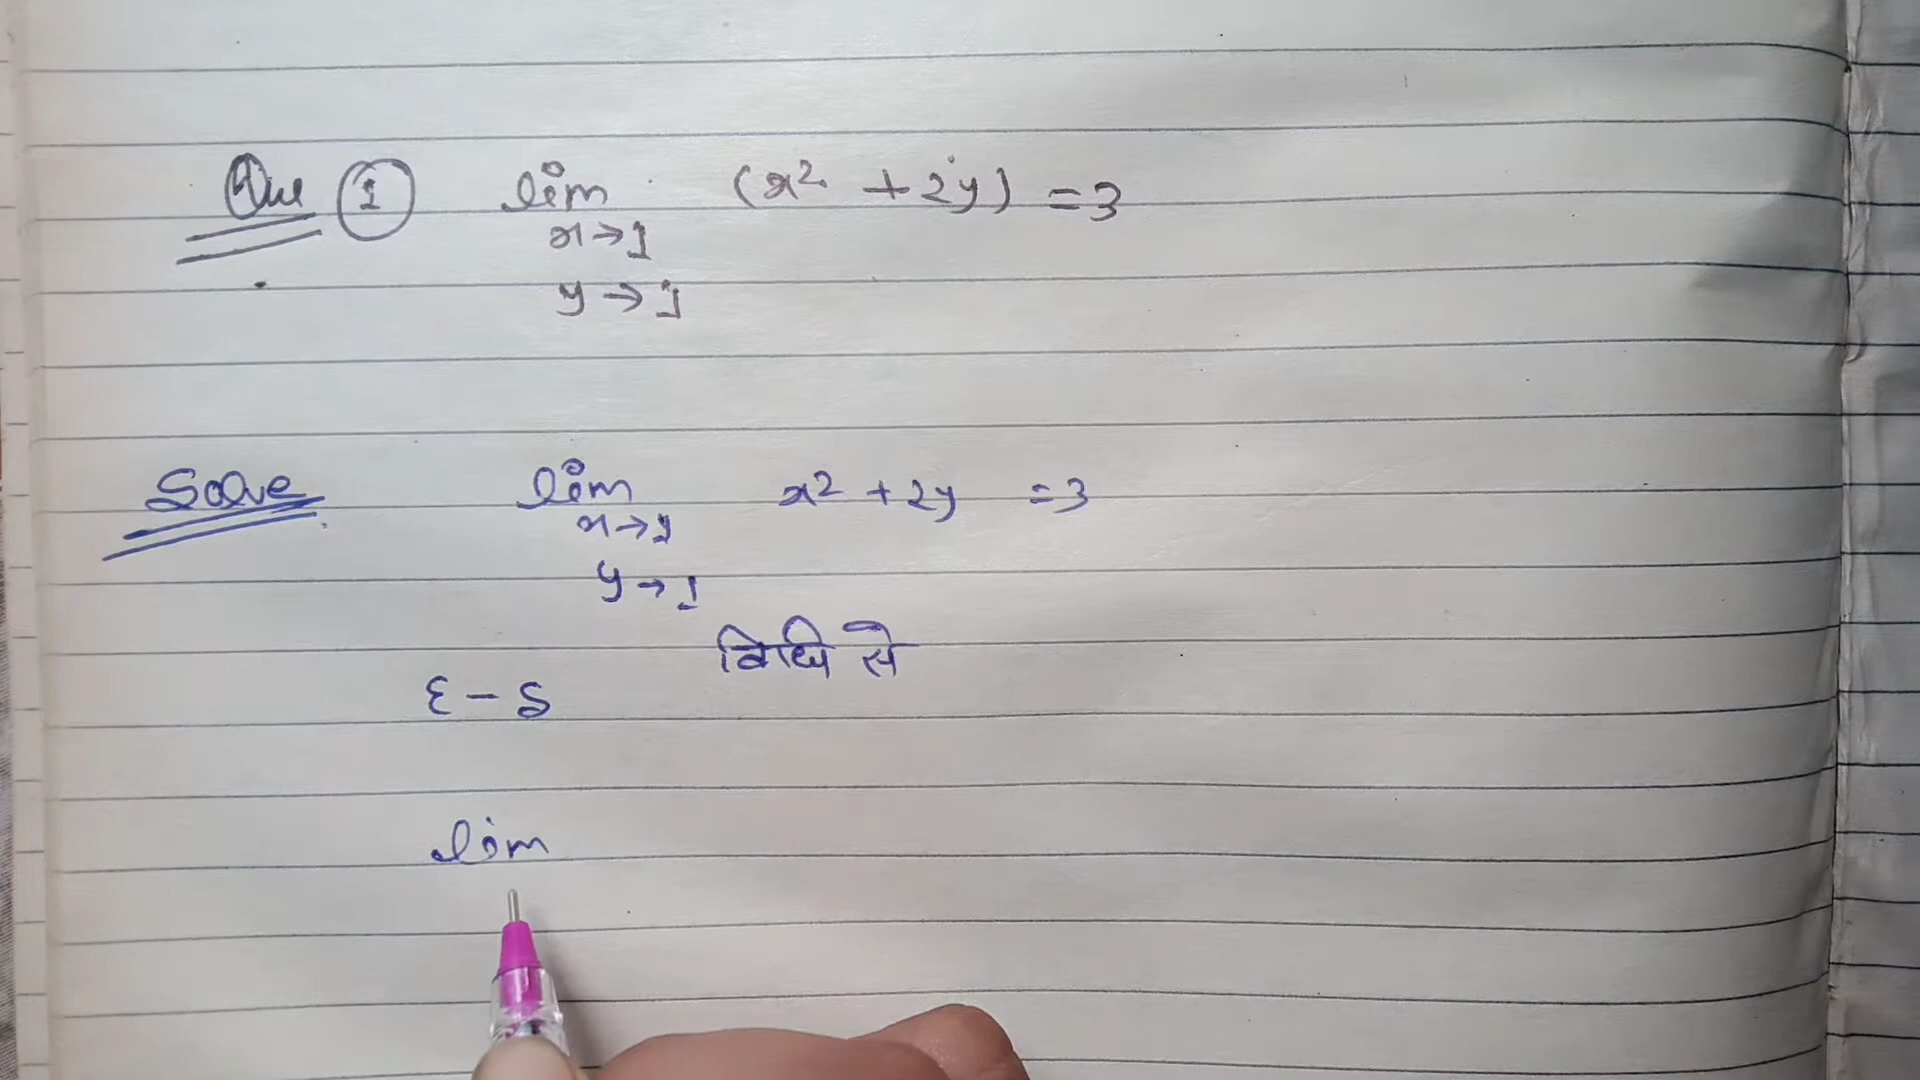 Que 1 lim (x² + 2y) = 3
x→1
y→1
Solve lim x² + 2y = 3
x→1
y→1
ε - δ विधि से
lim